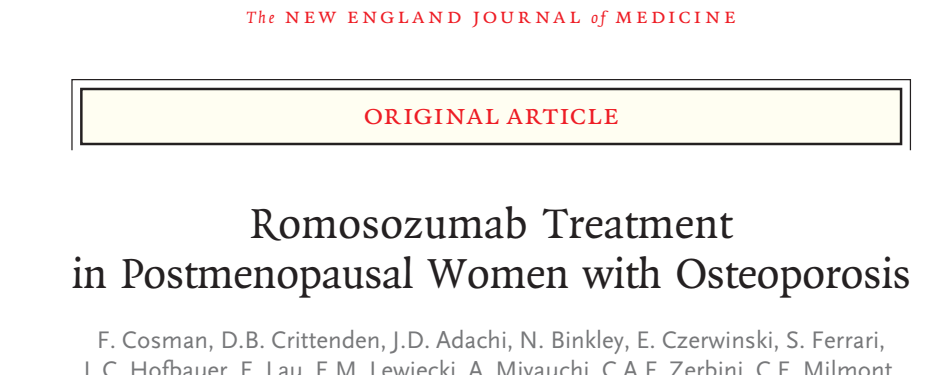 The NEW ENGLAND JOURNAL of MEDICINE
ORIGINAL ARTICLE
Romosozumab Treatment
in Postmenopausal Women with Osteoporosis
F. Cosman, D.B. Crittenden, J.D. Adachi, N. Binkley, E. Czerwinski, S. Ferrari,
L.C. Hofbauer, E. Lau, E.M. Lewiecki, A. Miyauchi, C.A.F. Zerbini, C.E. Milmont,